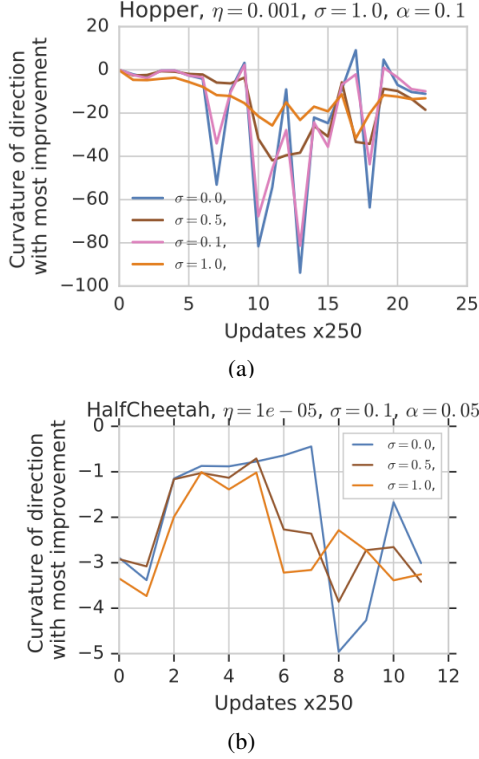 Hopper, η=0.001, σ=1.0, α=0.1
20
0
−20
−40
−60
−80
−100
Curvature of direction
with most improvement
σ=0.0,
σ=0.5,
σ=0.1,
σ=1.0,
0 5 10 15 20 25
Updates x250
(a)
HalfCheetah, η=1e−05, σ=0.1, α=0.05
0
−1
−2
−3
−4
−5
Curvature of direction
with most improvement
σ=0.0,
σ=0.5,
σ=1.0,
0 2 4 6 8 10 12
Updates x250
(b)